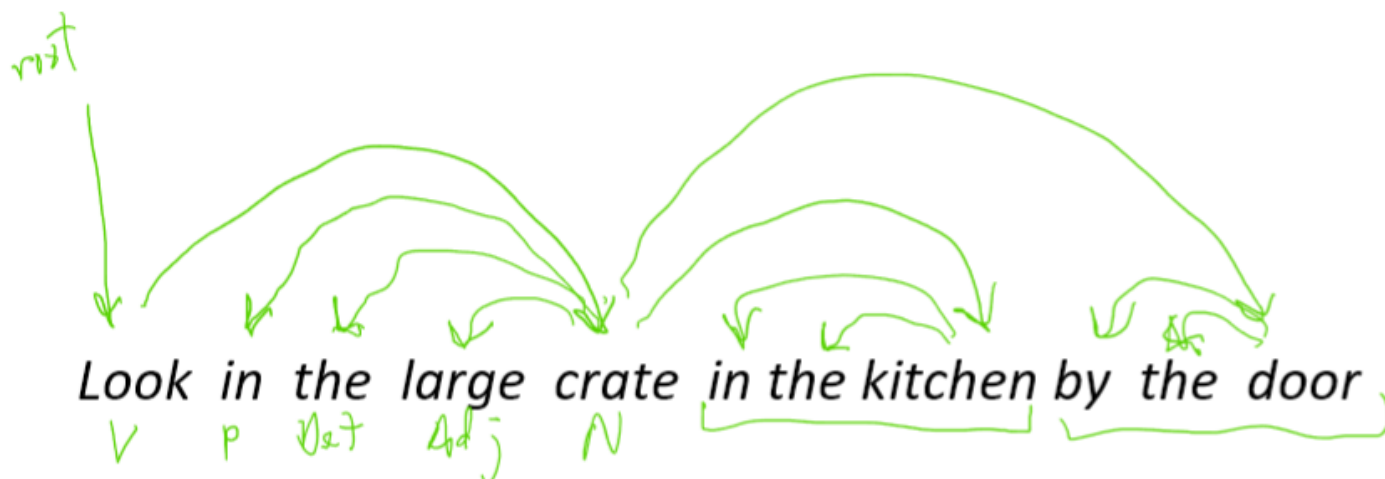 root
Look in the large crate in the kitchen by the door
V P Det Adj N